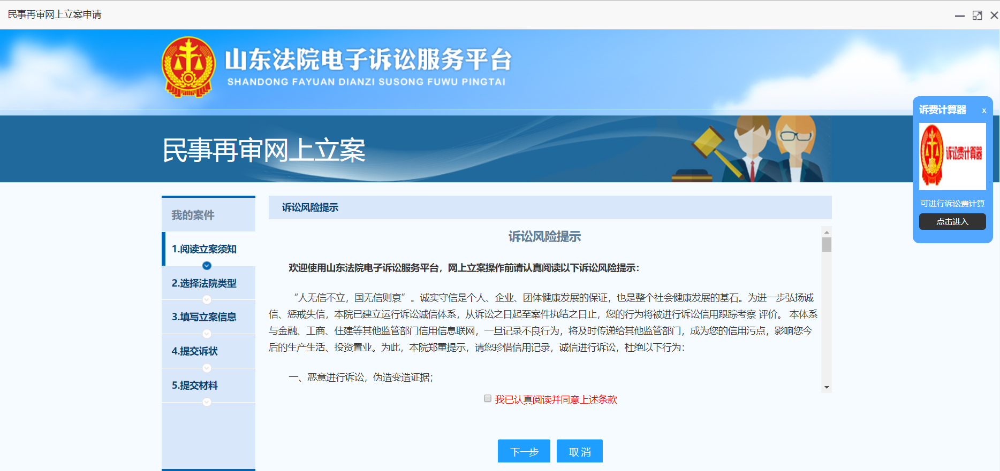 民事再审网上立案申请
山东法院电子诉讼服务平台
SHANDONG FAYUAN DIANZI SUSONG FUWU PINGTAI
民事再审网上立案
诉费计算器 x
诉讼费计算器
可进行诉讼费计算
点击进入
我的案件
1.阅读立案须知
2.选择法院类型
3.填写立案信息
4.提交诉状
5.提交材料
诉讼风险提示
诉讼风险提示
欢迎使用山东法院电子诉讼服务平台，网上立案操作前请认真阅读以下诉讼风险提示：
“人无信不立，国无信则衰”。诚实守信是个人、企业、团体健康发展的保证，也是整个社会健康发展的基石。为进一步弘扬诚
信、惩戒失信，本院已建立运行诉讼诚信体系，从诉讼之日起至案件执结之日止，您的行为将被进行诉讼信用跟踪考察 评价。 本体系
与金融、工商、住建等其他监管部门信用信息联网，一旦记录不良行为，将及时传递给其他监管部门，成为您的信用污点，影响您今
后的生产生活、投资置业。为此，本院郑重提示，请您珍惜信用记录，诚信进行诉讼，杜绝以下行为：
一、恶意进行诉讼，伪造变造证据；
我已认真阅读并同意上述条款
下一步 取 消